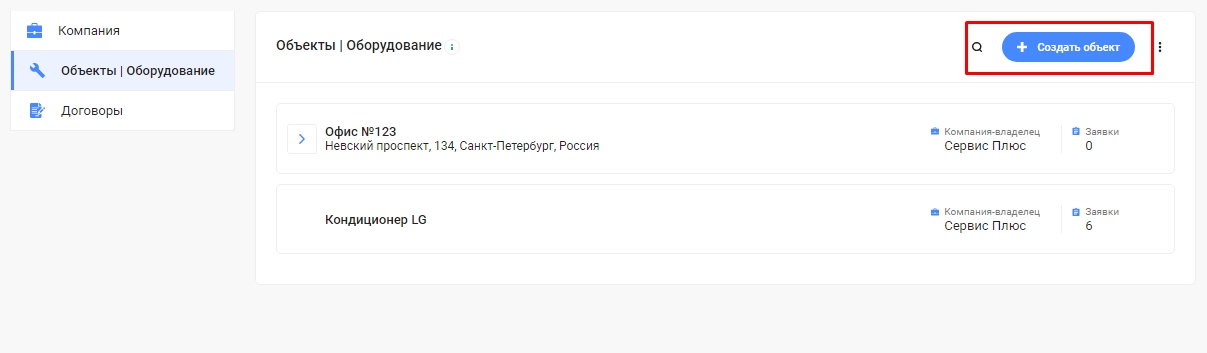 Компания
Объекты | Оборудование
Договоры
Объекты | Оборудование i
Создать объект
Офис №123
Невский проспект, 134, Санкт-Петербург, Россия
Компания-владелец
Сервис Плюс
Заявки
0
Кондиционер LG
Компания-владелец
Сервис Плюс
Заявки
6